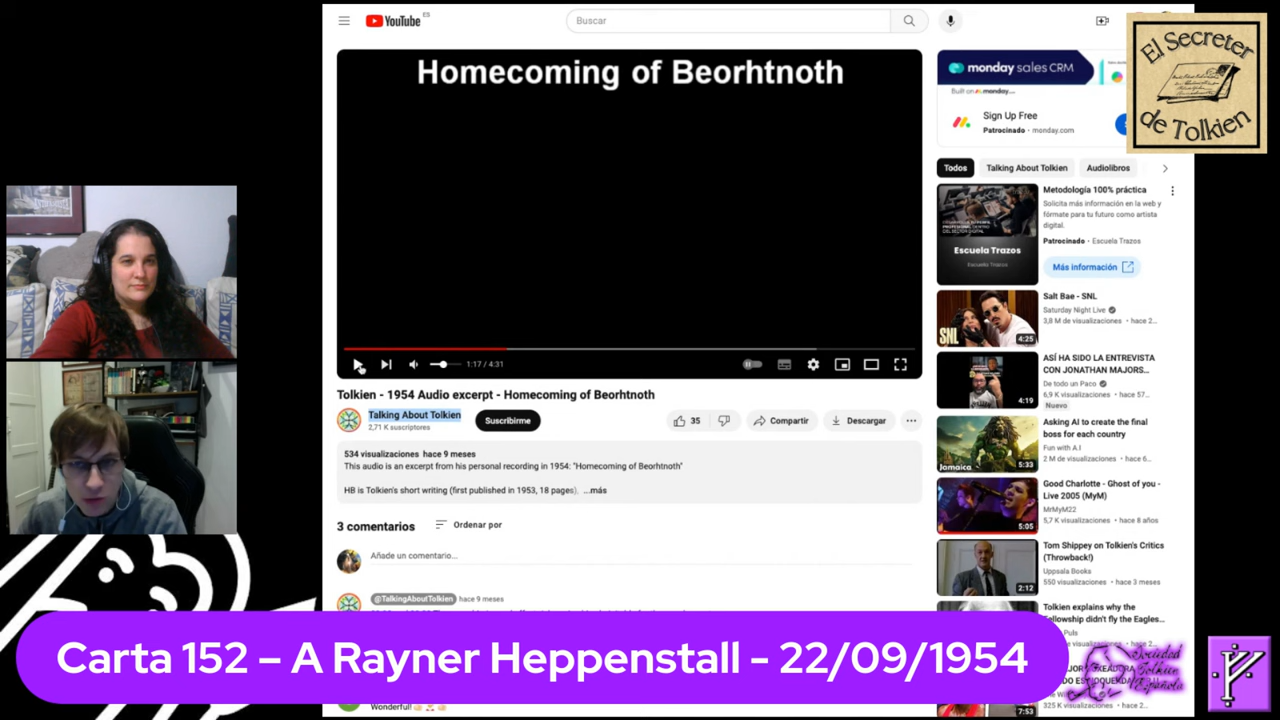 YouTube
ES
Buscar
El Secreter
de Tolkien
Homecoming of Beorhtnoth
1:17 / 4:31
Tolkien - 1954 Audio excerpt - Homecoming of Beorhtnoth
Talking About Tolkien
2,71 K suscriptores
Suscribirme
35
Compartir
Descargar
534 visualizaciones hace 9 meses
This audio is an excerpt from his personal recording in 1954: "Homecoming of Beorhtnoth"
HB is Tolkien's short writing (first published in 1953, 18 pages), ...más
3 comentarios
Ordenar por
Añade un comentario...
@TalkingAboutTolkien hace 9 meses
Wonderful!
monday sales CRM
Built on monday.com
Sign Up Free
Patrocinado · monday.com
Todos
Talking About Tolkien
Audiolibros
Escuela Trazos
Escuela Trazos
Metodología 100% práctica
Solicita más información en la web y
fórmate para tu futuro como artista
digital.
Patrocinado · Escuela Trazos
Más información
SNL
4:25
Salt Bae - SNL
Saturday Night Live
3,8 M de visualizaciones · hace 2...
4:19
ASÍ HA SIDO LA ENTREVISTA
CON JONATHAN MAJORS...
De todo un Paco
6,9 K visualizaciones · hace 57...
Nuevo
Jamaica
5:33
Asking AI to create the final
boss for each country
Fun with A.I
2 M de visualizaciones · hace 6...
5:05
Good Charlotte - Ghost of you -
Live 2005 (MyM)
MrMyM22
5,7 K visualizaciones · hace 8 años
2:12
Tom Shippey on Tolkien's Critics
(Throwback!)
Uppsala Books
550 visualizaciones · hace 3 meses
Tolkien explains why the
Fellowship didn't fly the Eagles...
Puls
de visualizaciones · hace 5...
325 K visualizaciones · hace 2...
7:53
Carta 152 – A Rayner Heppenstall - 22/09/1954
Sociedad
Tolkien
Española